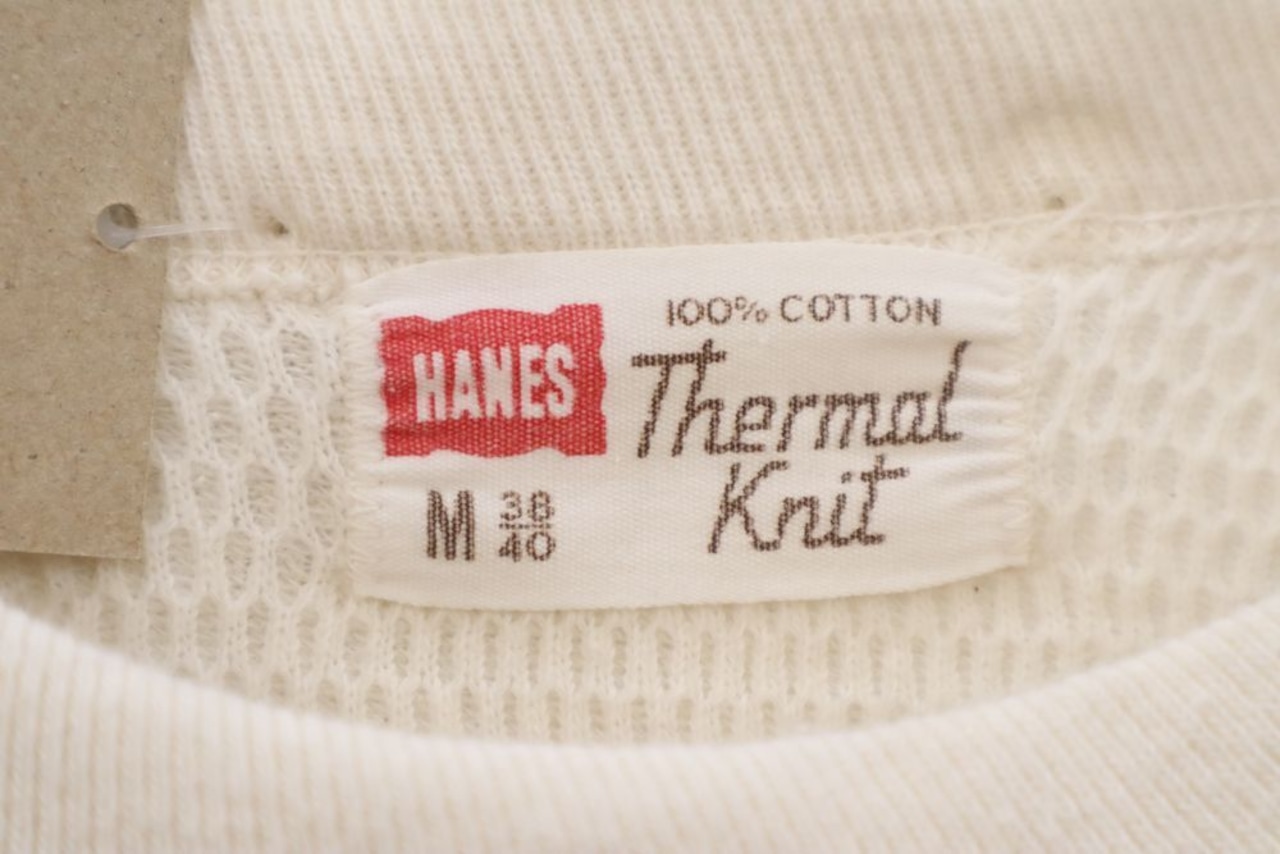 HANES
100% COTTON
Thermal
Knit
M 38/40